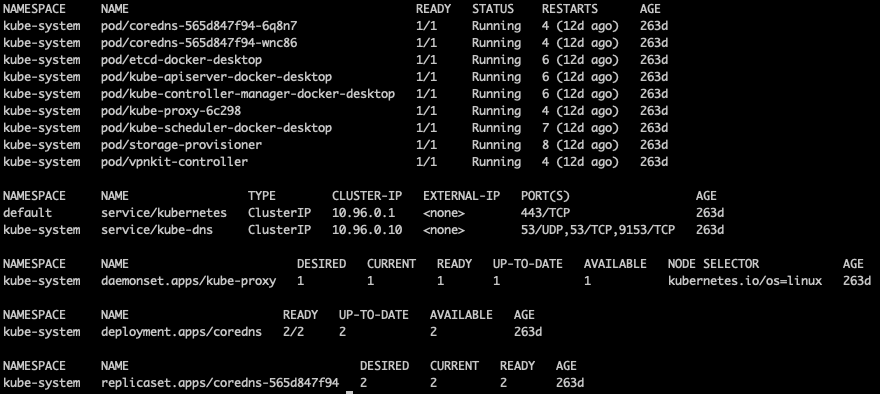 NAMESPACE NAME READY STATUS RESTARTS AGE
kube-system pod/coredns-565d847f94-6q8n7 1/1 Running 4 (12d ago) 263d
kube-system pod/coredns-565d847f94-wnc86 1/1 Running 4 (12d ago) 263d
kube-system pod/etcd-docker-desktop 1/1 Running 6 (12d ago) 263d
kube-system pod/kube-apiserver-docker-desktop 1/1 Running 6 (12d ago) 263d
kube-system pod/kube-controller-manager-docker-desktop 1/1 Running 6 (12d ago) 263d
kube-system pod/kube-proxy-6c298 1/1 Running 4 (12d ago) 263d
kube-system pod/kube-scheduler-docker-desktop 1/1 Running 7 (12d ago) 263d
kube-system pod/storage-provisioner 1/1 Running 8 (12d ago) 263d
kube-system pod/vpnkit-controller 1/1 Running 4 (12d ago) 263d
NAMESPACE NAME TYPE CLUSTER-IP EXTERNAL-IP PORT(S) AGE
default service/kubernetes ClusterIP 10.96.0.1 <none> 443/TCP 263d
kube-system service/kube-dns ClusterIP 10.96.0.10 <none> 53/UDP,53/TCP,9153/TCP 263d
NAMESPACE NAME DESIRED CURRENT READY UP-TO-DATE AVAILABLE NODE SELECTOR AGE
kube-system daemonset.apps/kube-proxy 1 1 1 1 1 kubernetes.io/os=linux 263d
NAMESPACE NAME READY UP-TO-DATE AVAILABLE AGE
kube-system deployment.apps/coredns 2/2 2 2 263d
NAMESPACE NAME DESIRED CURRENT READY AGE
kube-system replicaset.apps/coredns-565d847f94 2 2 2 263d